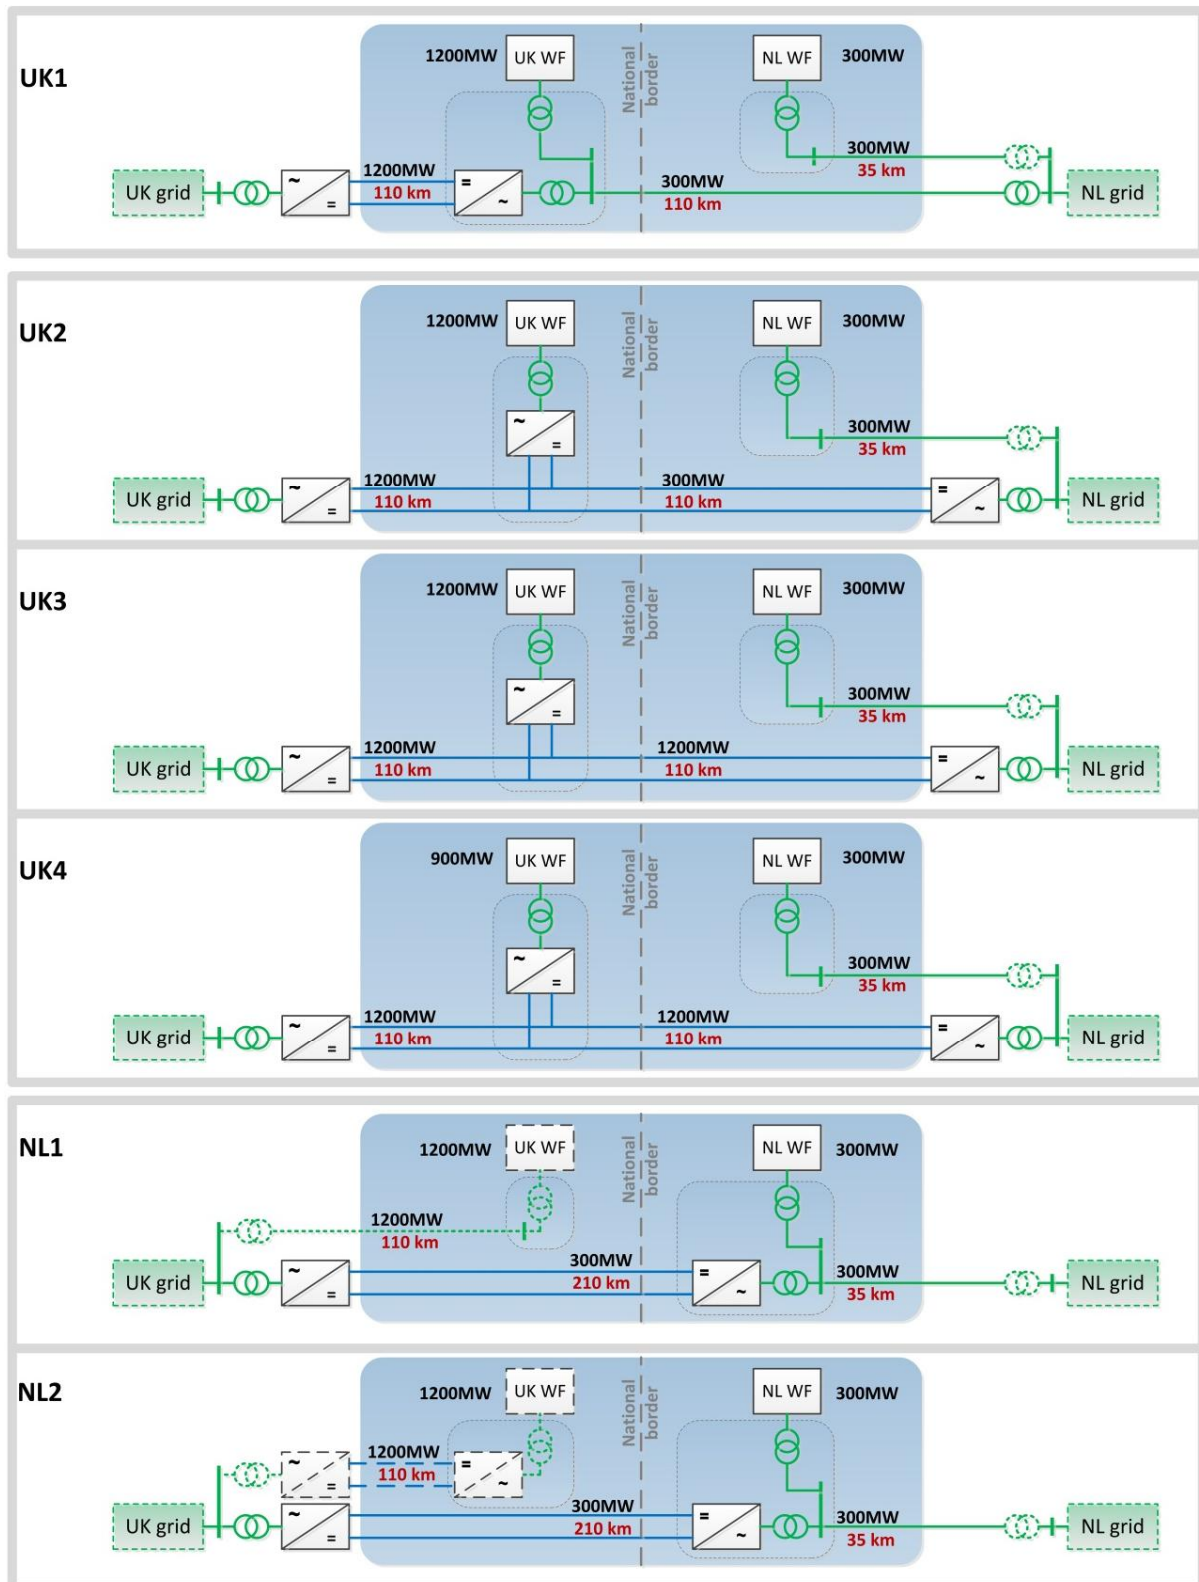 UK1
1200MW
UK WF
National
border
NL WF
300MW
1200MW
110 km
300MW
35 km
300MW
110 km
UK grid
~
=
=
~
NL grid
UK2
1200MW
UK WF
National
border
NL WF
300MW
~
=
300MW
35 km
1200MW
110 km
300MW
110 km
UK grid
~
=
=
~
NL grid
UK3
1200MW
UK WF
National
border
NL WF
300MW
~
=
300MW
35 km
1200MW
110 km
1200MW
110 km
UK grid
~
=
=
~
NL grid
UK4
900MW
UK WF
National
border
NL WF
300MW
~
=
300MW
35 km
1200MW
110 km
1200MW
110 km
UK grid
~
=
=
~
NL grid
NL1
1200MW
UK WF
National
border
NL WF
300MW
1200MW
110 km
300MW
210 km
300MW
35 km
UK grid
~
=
=
~
NL grid
NL2
1200MW
UK WF
National
border
NL WF
300MW
~
=
1200MW
110 km
=
~
300MW
210 km
300MW
35 km
UK grid
~
=
=
~
NL grid